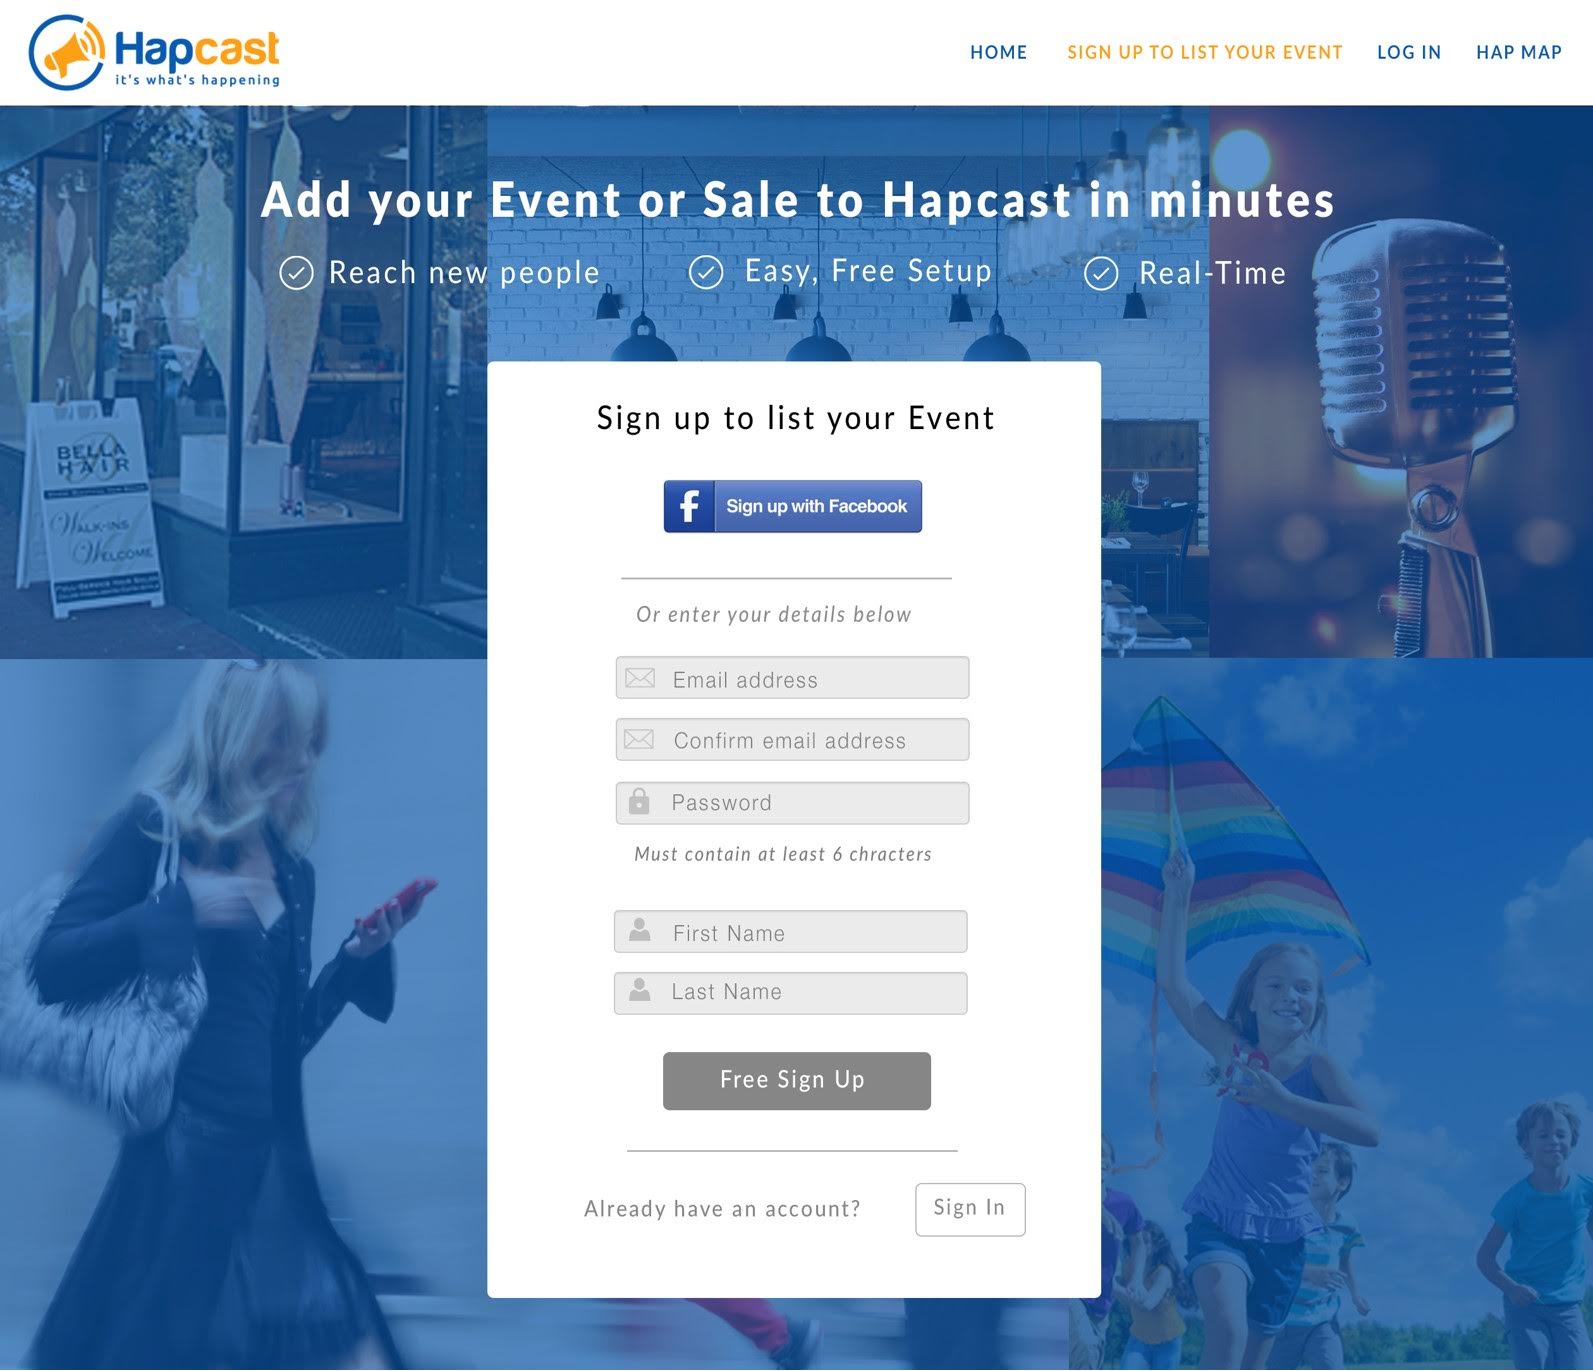 Hapcast
it's what's happening
HOME SIGN UP TO LIST YOUR EVENT LOG IN HAP MAP
Add your Event or Sale to Hapcast in minutes
Reach new people Easy, Free Setup Real-Time
Sign up to list your Event
f Sign up with Facebook
Or enter your details below
Email address
Confirm email address
Password
Must contain at least 6 chracters
First Name
Last Name
Free Sign Up
Already have an account? Sign In
BELLA
HAIR
WALK-INS
WELCOME